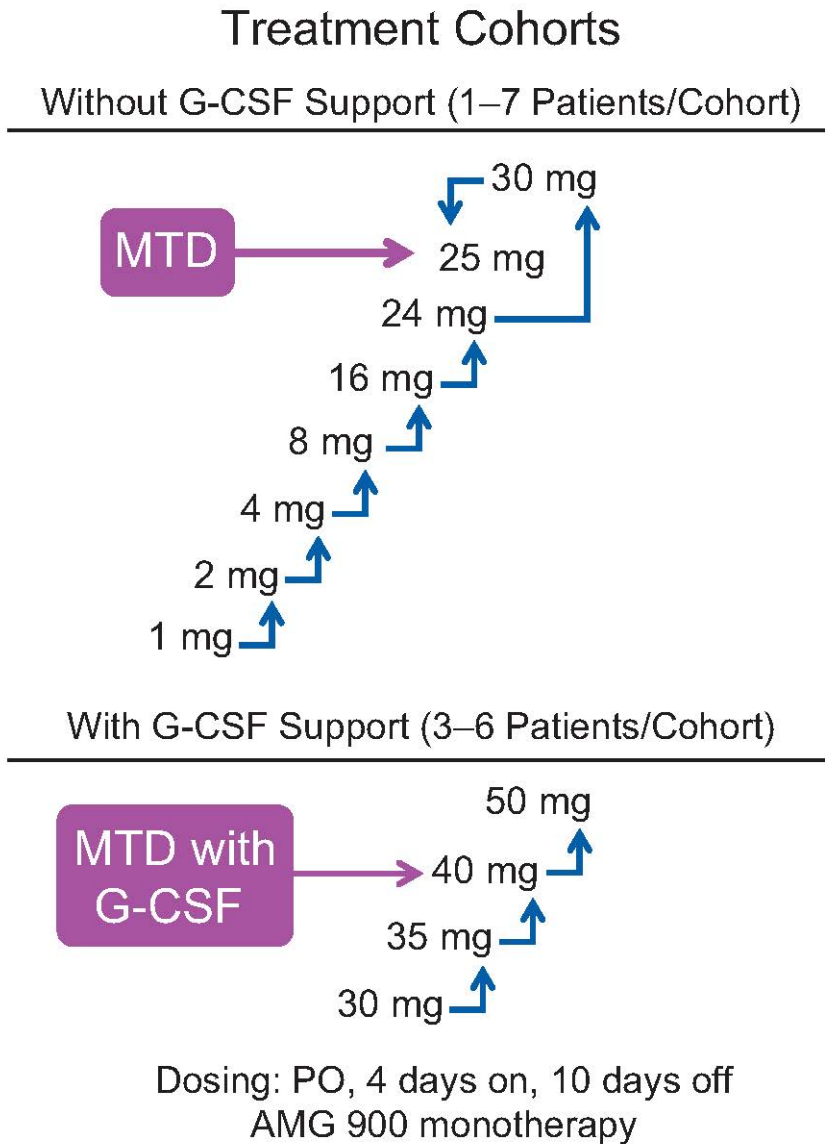 Treatment Cohorts
Without G-CSF Support (1–7 Patients/Cohort)
30 mg
MTD
25 mg
24 mg
16 mg
8 mg
4 mg
2 mg
1 mg
With G-CSF Support (3–6 Patients/Cohort)
50 mg
MTD with
G-CSF
40 mg
35 mg
30 mg
Dosing: PO, 4 days on, 10 days off
AMG 900 monotherapy